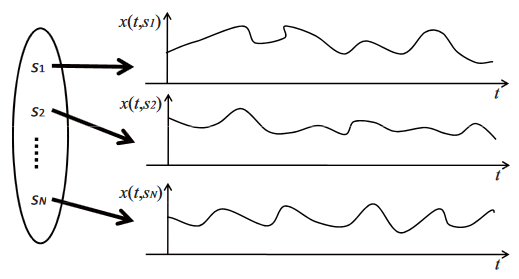 x(t,s1)
s1
t
x(t,s2)
s2
t
x(t,sN)
sN
t